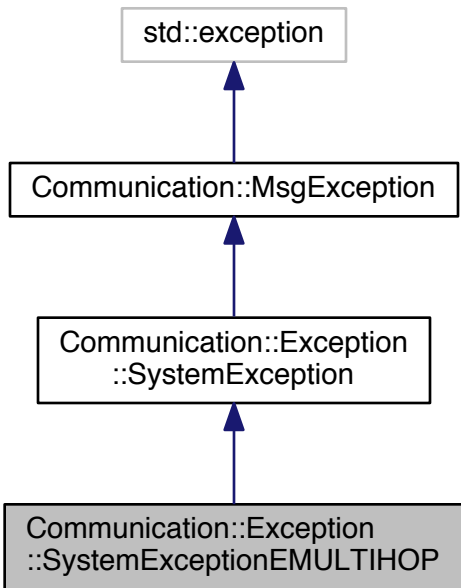 std::exception
Communication::MsgException
Communication::Exception
::SystemException
Communication::Exception
::SystemExceptionEMULTIHOP